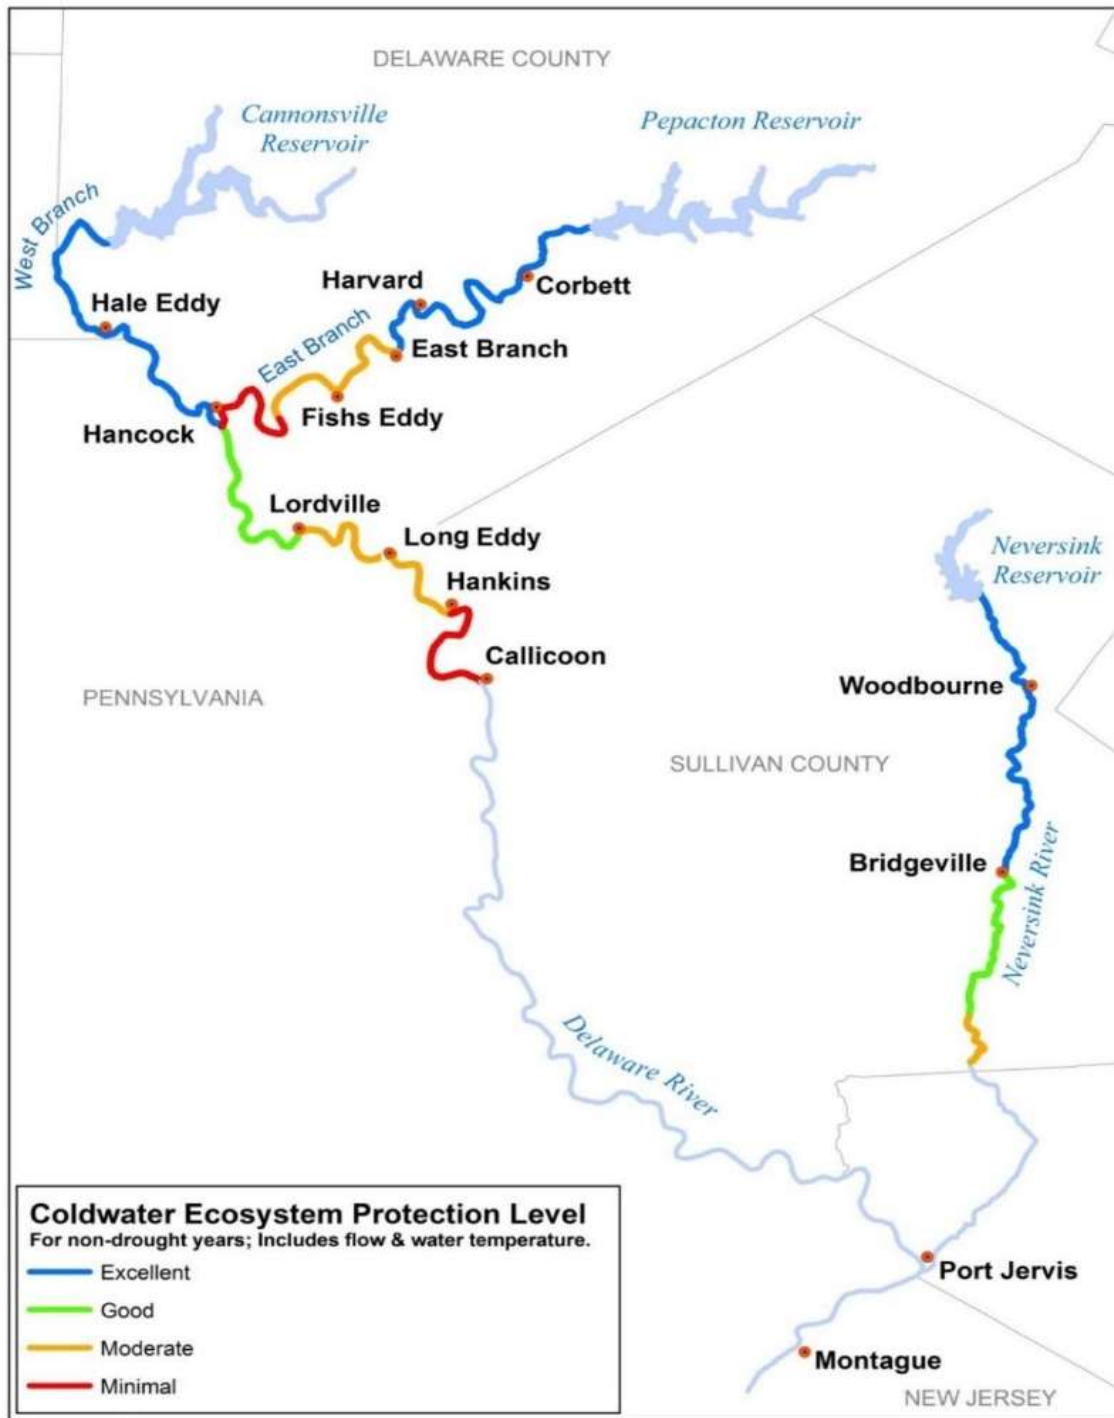 DELAWARE COUNTY
Cannonsville
Reservoir
Pepacton Reservoir
West Branch
Harvard
Corbett
Hale Eddy
East Branch
East Branch
Fishs Eddy
Hancock
Lordville
Long Eddy
Hankins
Neversink
Reservoir
Callicoon
Woodbourne
PENNSYLVANIA
SULLIVAN COUNTY
Bridgeville
Neversink River
Delaware River
Coldwater Ecosystem Protection Level
For non-drought years; Includes flow & water temperature.
Excellent
Good
Moderate
Minimal
Port Jervis
Montague
NEW JERSEY